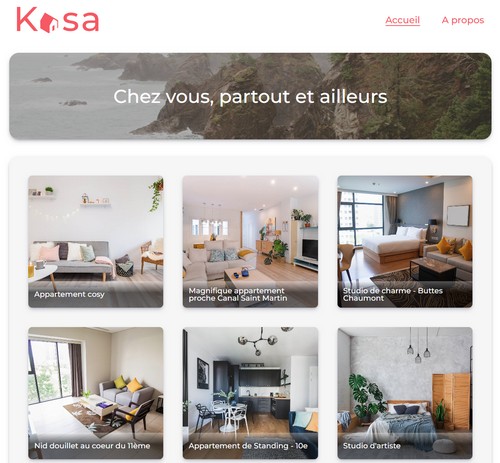 Kasa
Accueil
A propos
Chez vous, partout et ailleurs
Appartement cosy
Magnifique appartement
proche Canal Saint Martin
Studio de charme - Buttes
Chaumont
Nid douillet au coeur du 11ème
Appartement de Standing - 10e
Studio d'artiste